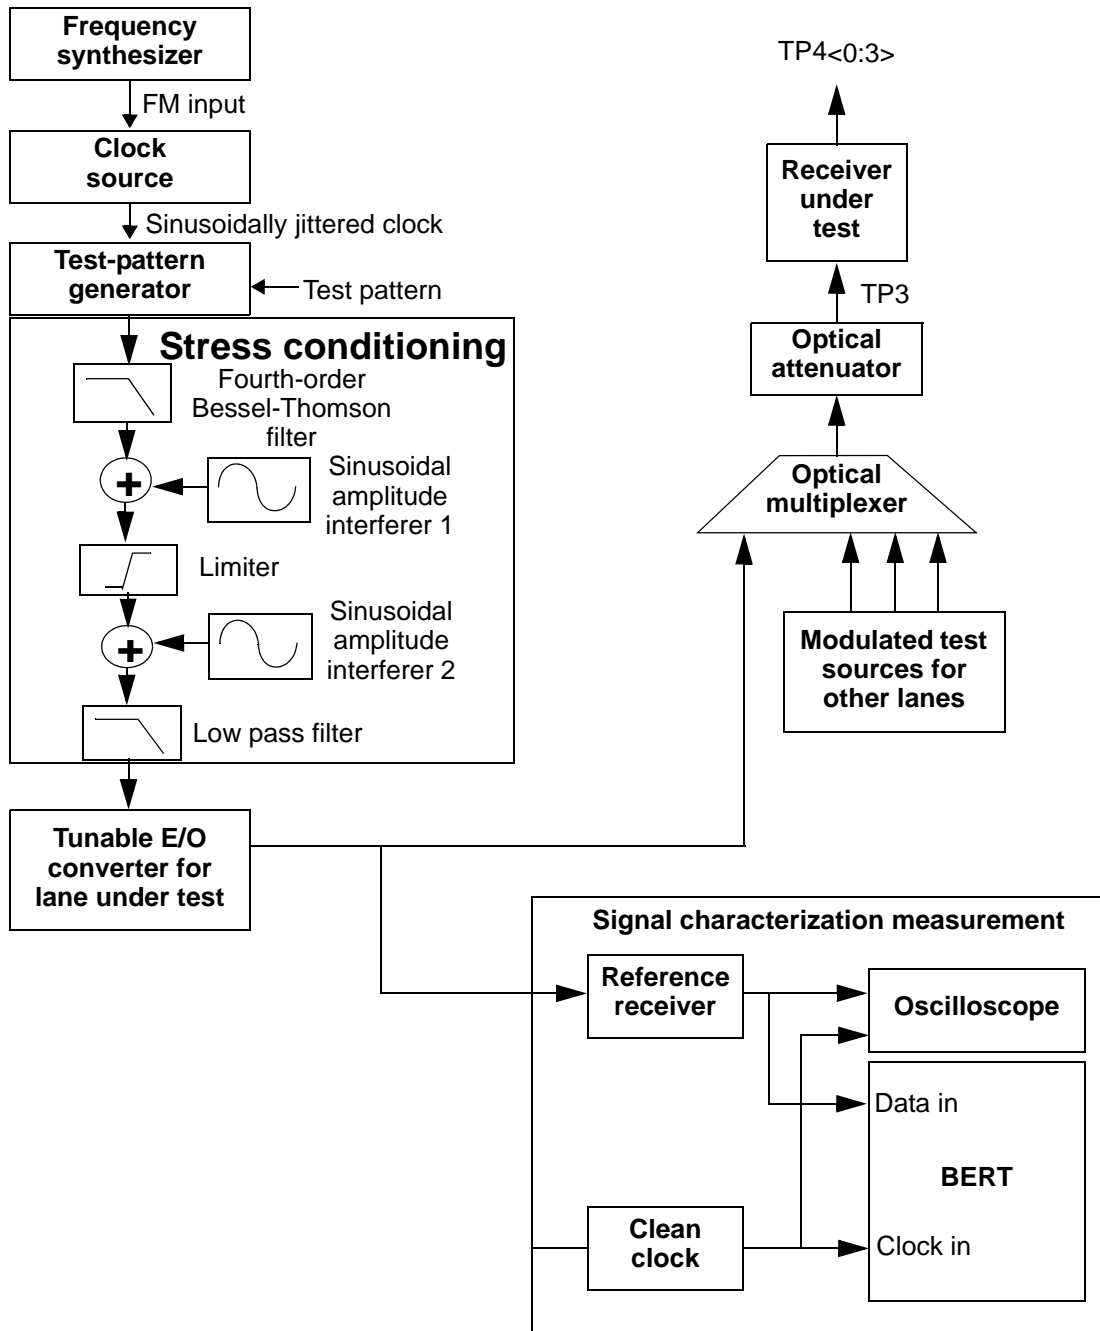 Frequency
synthesizer
FM input
Clock
source
Sinusoidally jittered clock
Test-pattern
generator
Test pattern
Stress conditioning
Fourth-order
Bessel-Thomson
filter
+
Sinusoidal
amplitude
interferer 1
Limiter
+
Sinusoidal
amplitude
interferer 2
Low pass filter
Tunable E/O
converter for
lane under test
TP4<0:3>
Receiver
under
test
TP3
Optical
attenuator
Optical
multiplexer
Modulated test
sources for
other lanes
Signal characterization measurement
Reference
receiver
Oscilloscope
Data in
BERT
Clean
clock
Clock in